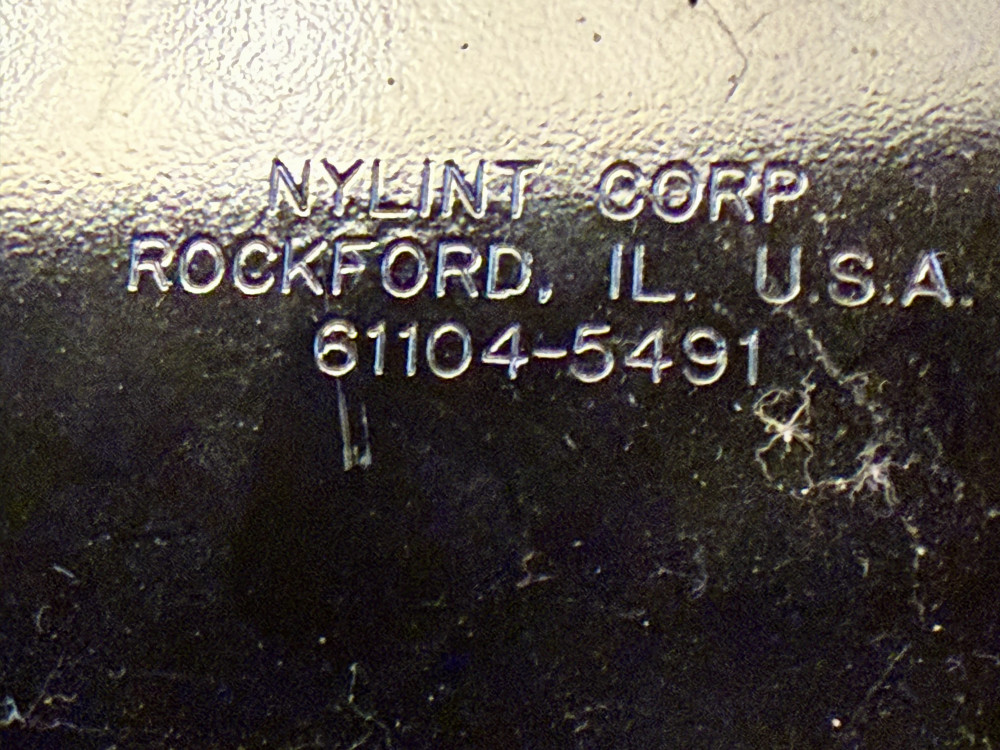 NYLINT CORP
ROCKFORD, IL. U.S.A.
61104-5491